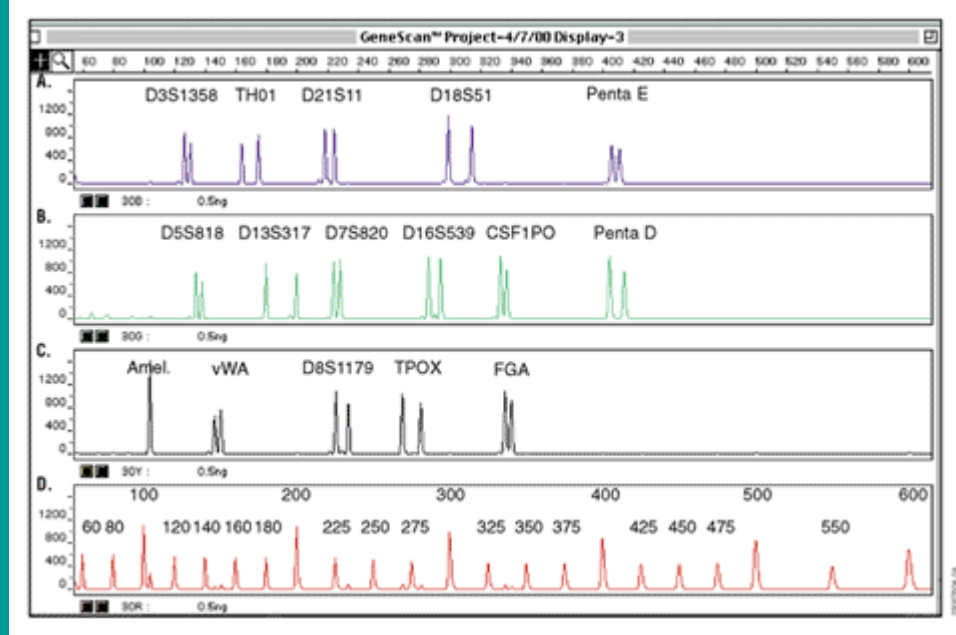 GeneScan™ Project-4/7/00 Display-3
60 80 100 120 140 160 180 200 220 240 260 280 300 320 340 360 380 400 420 440 460 480 500 520 540 560 580 600
A.
D3S1358 TH01 D21S11 D18S51 Penta E
1200
800
400
0
30B : 0.5ng
B.
D5S818 D13S317 D7S820 D16S539 CSF1PO Penta D
1200
800
400
0
30G : 0.5ng
C.
Amel. vWA D8S1179 TPOX FGA
1200
800
400
0
30Y : 0.5ng
D.
100 200 300 400 500 600
60 80 120 140 160 180 225 250 275 325 350 375 425 450 475 550
1200
800
400
0
30R : 0.5ng